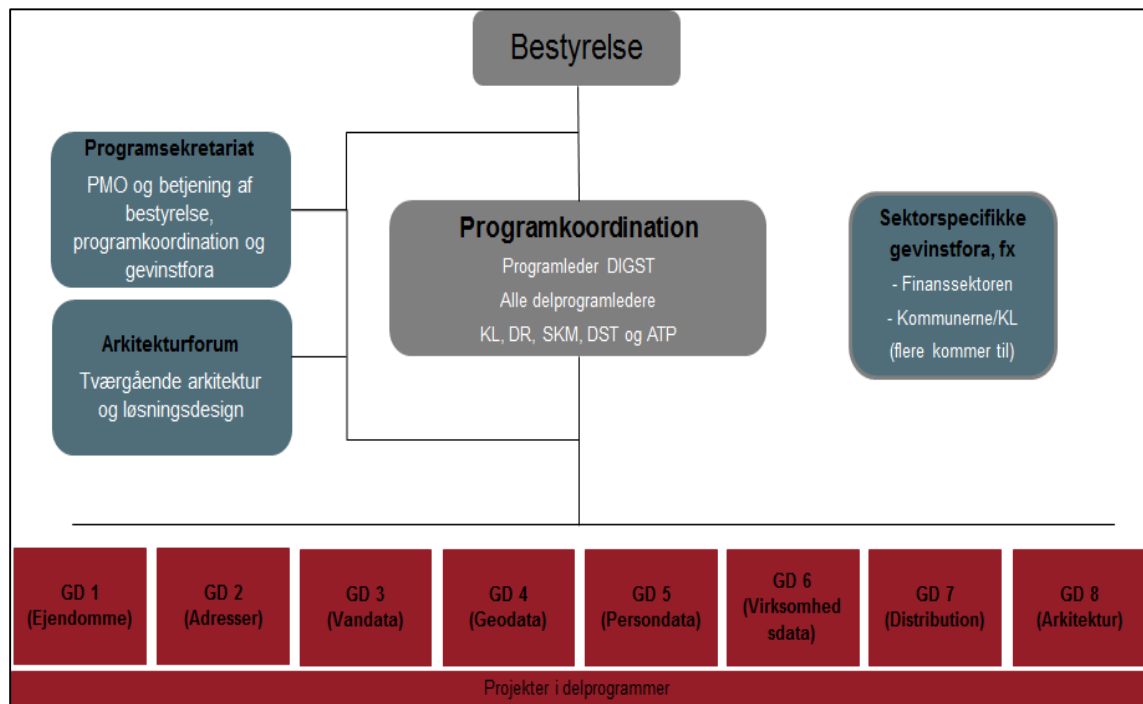 Bestyrelse
Programsekretariat
PMO og betjening af
bestyrelse,
programkoordination og
gevinstfora
Programkoordination
Programleder DIGST
Alle delprogramledere
KL, DR, SKM, DST og ATP
Sektorspecifikke
gevinstfora, fx
- Finanssektoren
- Kommunerne/KL
(flere kommer til)
Arkitekturforum
Tværgående arkitektur
og løsningsdesign
GD 1
(Ejendomme)
GD 2
(Adresser)
GD 3
(Vandata)
GD 4
(Geodata)
GD 5
(Persondata)
GD 6
(Virksomhed
sdata)
GD 7
(Distribution)
GD 8
(Arkitektur)
Projekter i delprogrammer